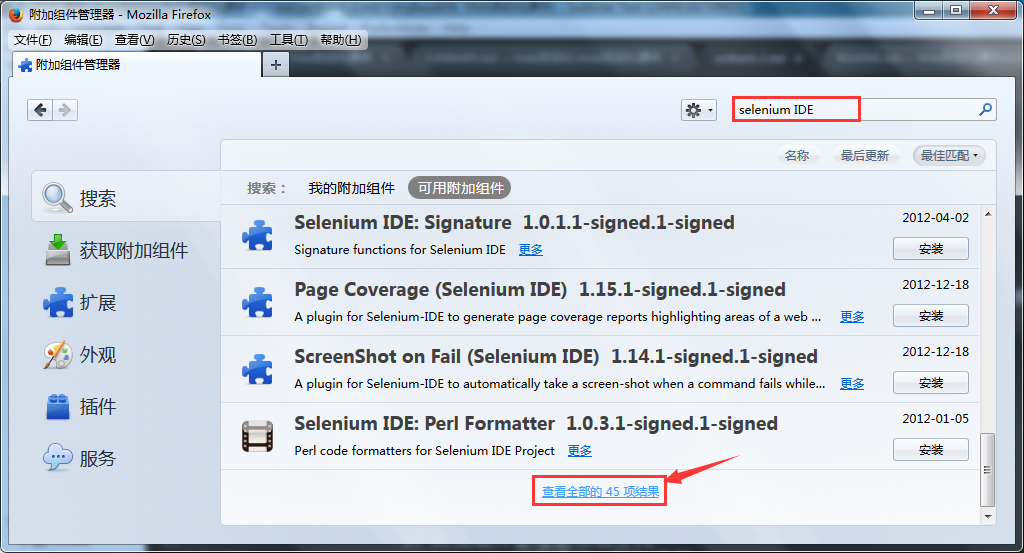 附加组件管理器 - Mozilla Firefox
文件(F) 编辑(E) 查看(V) 历史(S) 书签(B) 工具(T) 帮助(H)
附加组件管理器
selenium IDE
名称 最后更新 最佳匹配
搜索： 我的附加组件 可用附加组件
搜索
获取附加组件
扩展
外观
插件
服务
Selenium IDE: Signature 1.0.1.1-signed.1-signed 2012-04-02
Signature functions for Selenium IDE 更多 安装
Page Coverage (Selenium IDE) 1.15.1-signed.1-signed 2012-12-18
A plugin for Selenium-IDE to generate page coverage reports highlighting areas of a web ... 更多 安装
ScreenShot on Fail (Selenium IDE) 1.14.1-signed.1-signed 2012-12-18
A plugin for Selenium-IDE to automatically take a screen-shot when a command fails while... 更多 安装
Selenium IDE: Perl Formatter 1.0.3.1-signed.1-signed 2012-01-05
Perl code formatters for Selenium IDE Project 更多 安装
查看全部的 45 项结果